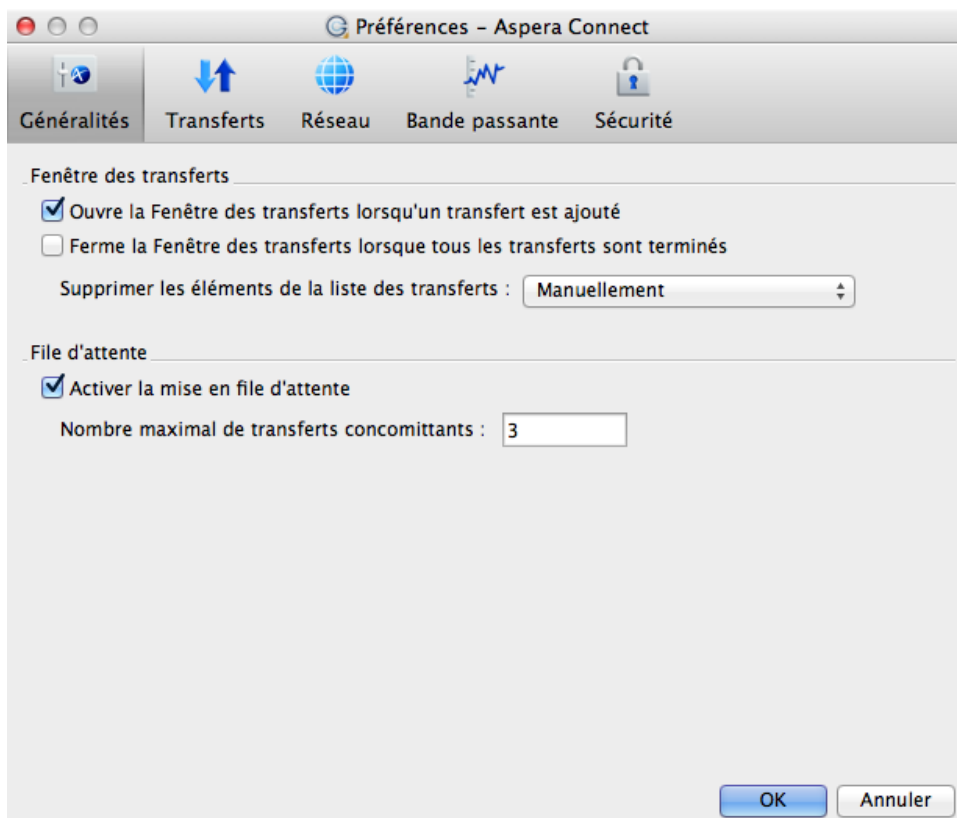 Préférences – Aspera Connect
Généralités Transferts Réseau Bande passante Sécurité
Fenêtre des transferts
Ouvre la Fenêtre des transferts lorsqu'un transfert est ajouté
Ferme la Fenêtre des transferts lorsque tous les transferts sont terminés
Supprimer les éléments de la liste des transferts : Manuellement
File d'attente
Activer la mise en file d'attente
Nombre maximal de transferts concomittants : 3
OK Annuler